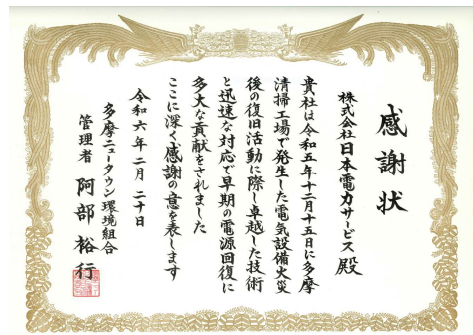 感謝状
株式会社日本電力サービス 殿
貴社は令和五年十二月十五日に多摩
清掃工場で発生した電気設備火災
後の復旧活動に際し卓越した技術
と迅速な対応で早期の電源回復に
多大な貢献をされました
ここに深く感謝の意を表します
令和六年二月二十日
多摩ニュータウン環境組合
管理者 阿部裕行